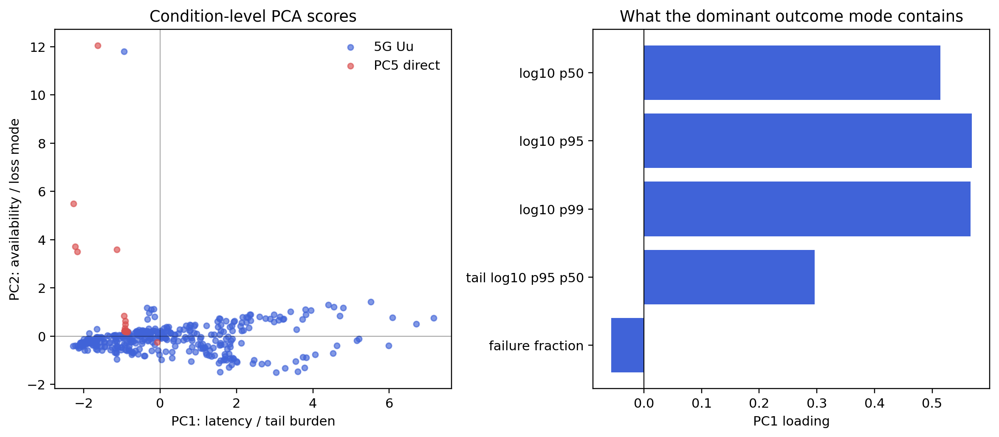 Condition-level PCA scores
5G Uu
PC5 direct
PC2: availability / loss mode
12
10
8
6
4
2
0
−2
−2
0
2
4
6
PC1: latency / tail burden
What the dominant outcome mode contains
log10 p50
log10 p95
log10 p99
tail log10 p95 p50
failure fraction
0.0
0.1
0.2
0.3
0.4
0.5
PC1 loading